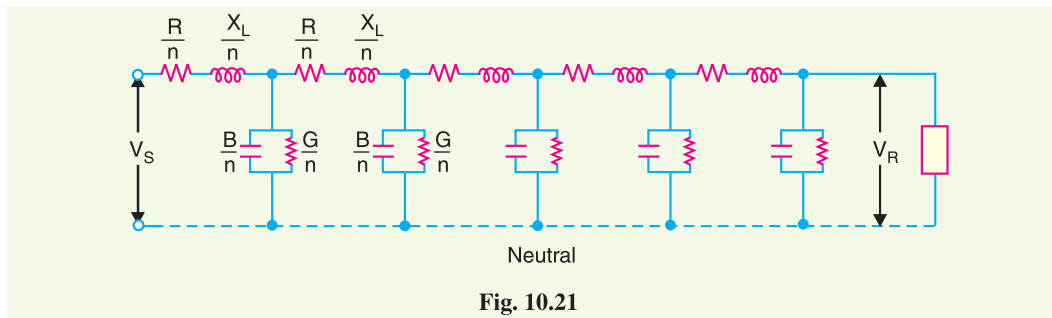 R/n X_L/n R/n X_L/n
V_S B/n G/n B/n G/n V_R
Neutral
Fig. 10.21